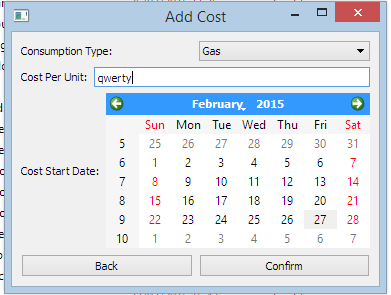 Add Cost
Consumption Type: Gas
Cost Per Unit: qwerty
Cost Start Date:
February, 2015
Sun Mon Tue Wed Thu Fri Sat
5 25 26 27 28 29 30 31
6 1 2 3 4 5 6 7
7 8 9 10 11 12 13 14
8 15 16 17 18 19 20 21
9 22 23 24 25 26 27 28
10 1 2 3 4 5 6 7
Back Confirm